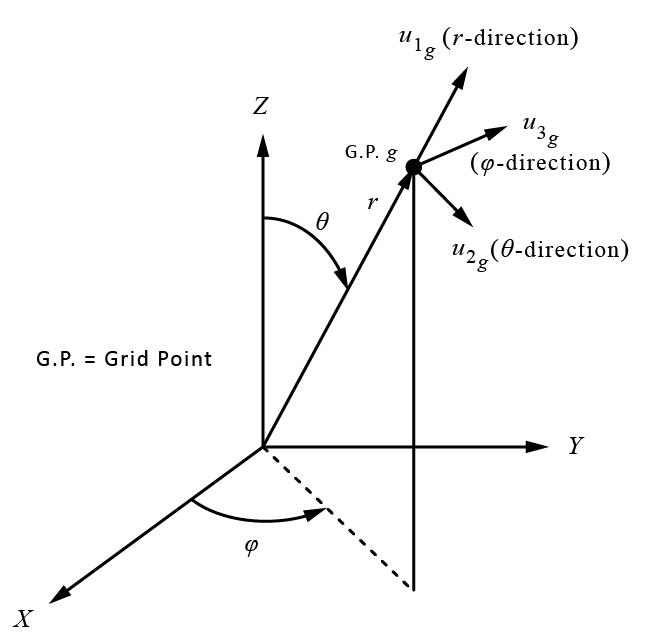 u1g (r-direction)
Z
u3g
G.P. g
(φ-direction)
r
θ
u2g(θ-direction)
G.P. = Grid Point
Y
φ
X